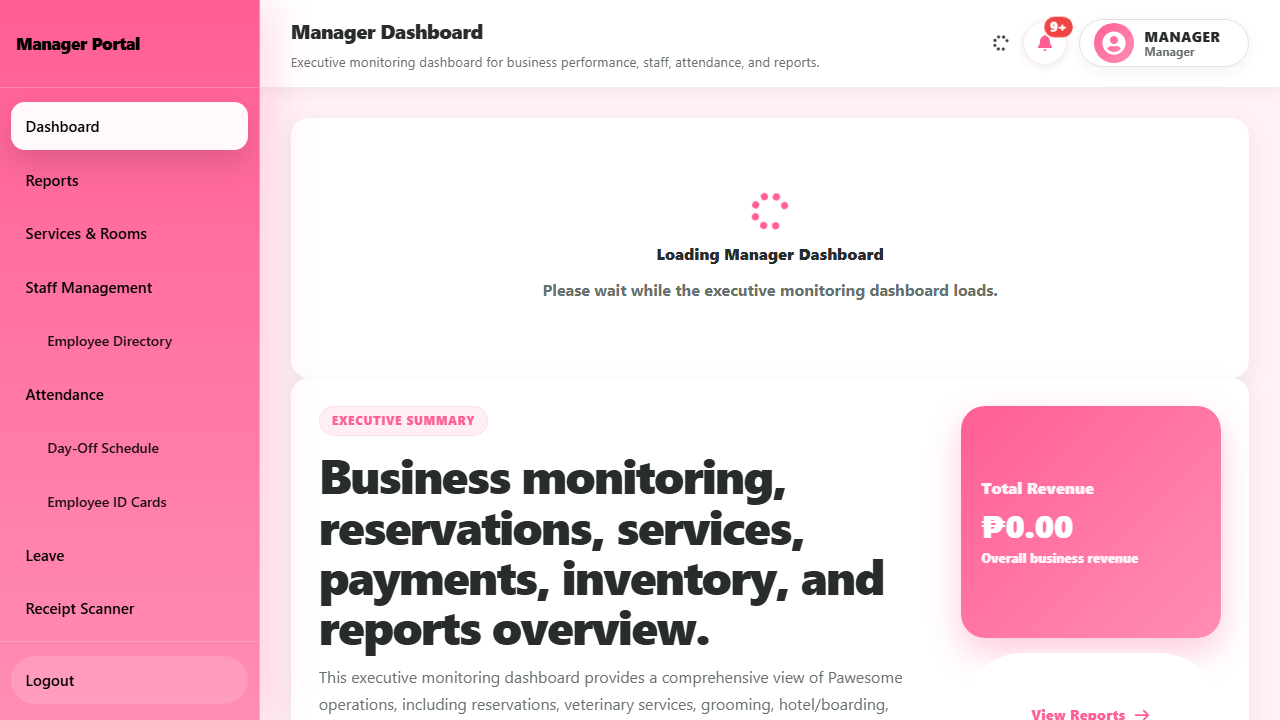 Manager Portal
Dashboard
Reports
Services & Rooms
Staff Management
Employee Directory
Attendance
Day-Off Schedule
Employee ID Cards
Leave
Receipt Scanner
Logout
Manager Dashboard
Executive monitoring dashboard for business performance, staff, attendance, and reports.
9+
MANAGER
Manager
Loading Manager Dashboard
Please wait while the executive monitoring dashboard loads.
EXECUTIVE SUMMARY
Business monitoring,
reservations, services,
payments, inventory, and
reports overview.
This executive monitoring dashboard provides a comprehensive view of Pawesome
operations, including reservations, veterinary services, grooming, hotel/boarding,
Total Revenue
₱0.00
Overall business revenue
View Reports →